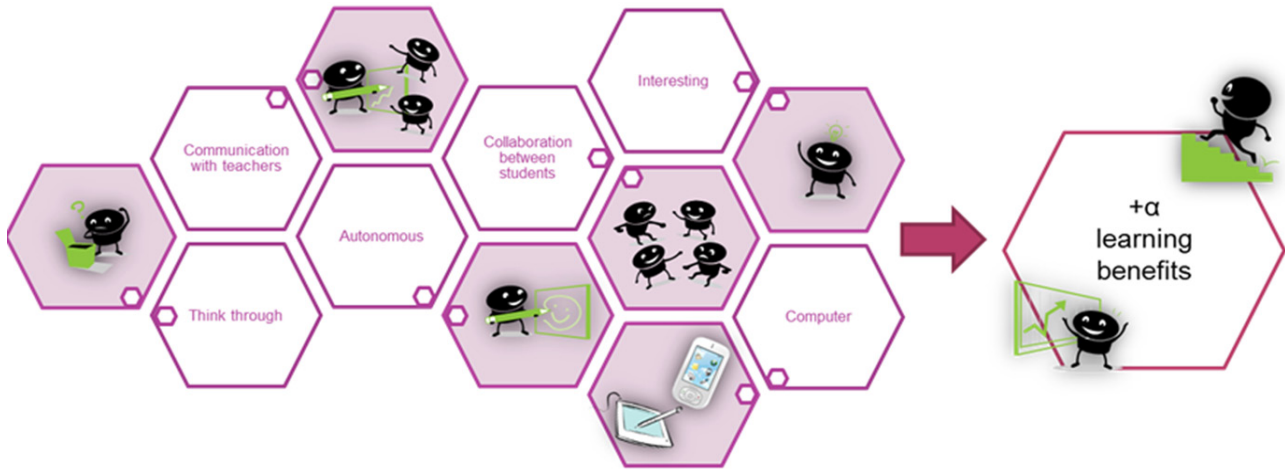 Communication
with teachers
Think through
Autonomous
Collaboration
between
students
Interesting
Computer
+α
learning
benefits